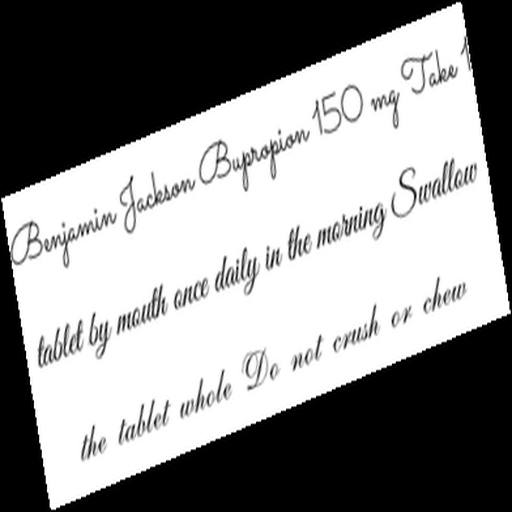 Benjamin Jackson Bupropion 150 mg Take 1
tablet by mouth once daily in the morning Swallow
the tablet whole Do not crush or chew